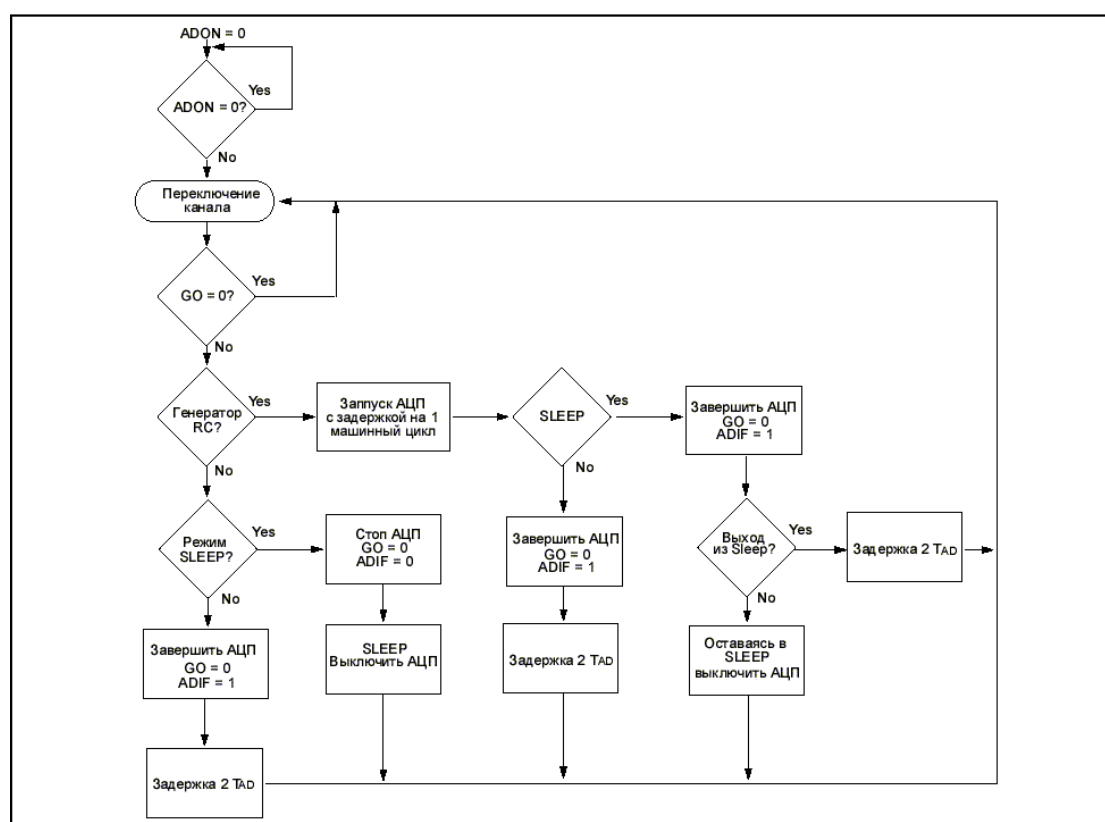 ADON = 0
Yes
ADON = 0?
No
Переключение
канала
Yes
GO = 0?
No
Генератор
RC?
Yes
Заппуск АЦП
с задержкой на 1
машинный цикл
SLEEP
Yes
Завершить АЦП
GO = 0
ADIF = 1
No
No
Режим
SLEEP?
Yes
Стоп АЦП
GO = 0
ADIF = 0
Завершить АЦП
GO = 0
ADIF = 1
Выход
из Sleep?
Yes
Задержка 2 TAD
No
No
Завершить АЦП
GO = 0
ADIF = 1
SLEEP
Выключить АЦП
Задержка 2 TAD
Оставаясь в
SLEEP
выключить АЦП
Задержка 2 TAD